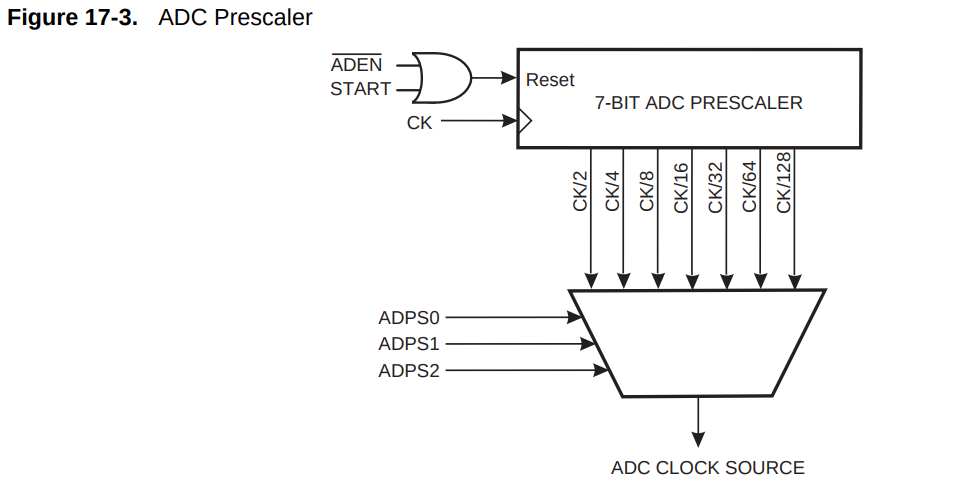 Figure 17-3. ADC Prescaler
ADEN
START
Reset
7-BIT ADC PRESCALER
CK
CK/2
CK/4
CK/8
CK/16
CK/32
CK/64
CK/128
ADPS0
ADPS1
ADPS2
ADC CLOCK SOURCE